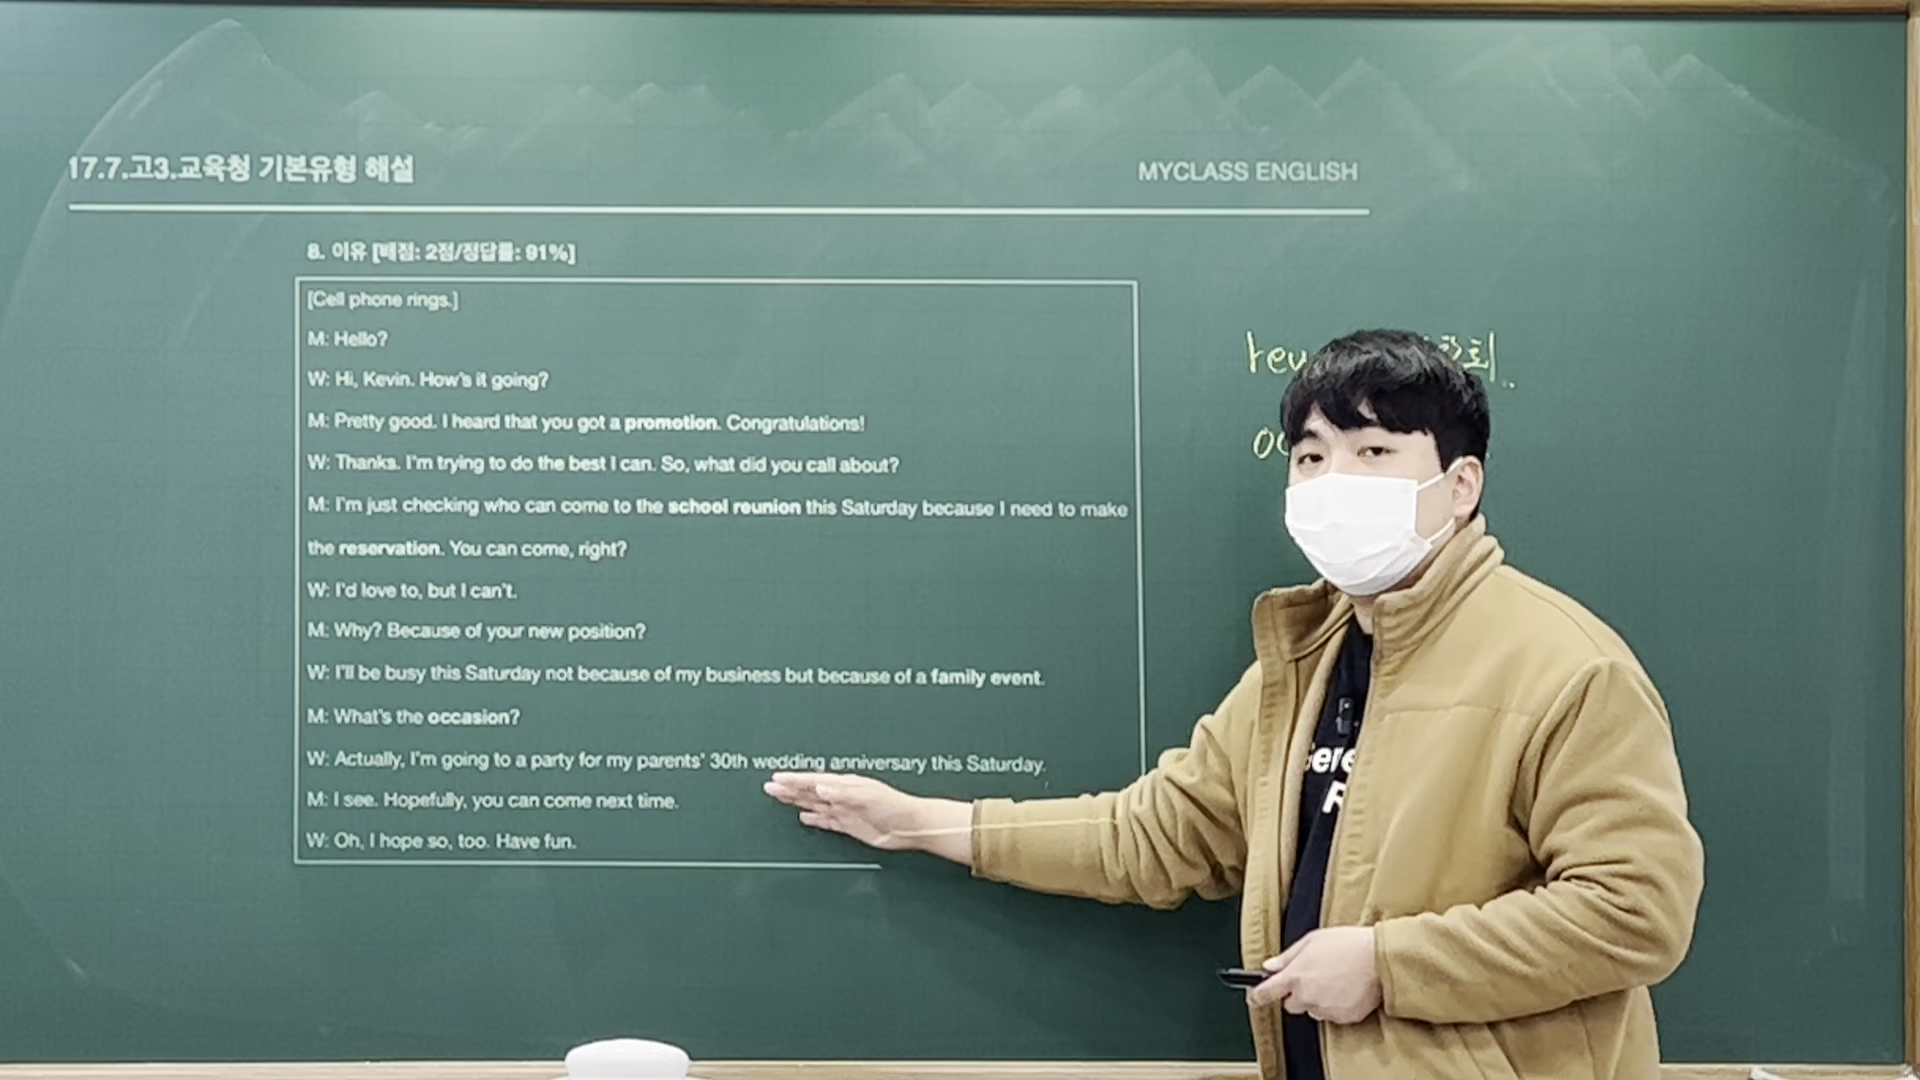 17.7.고3.교육청 기본유형 해설
MYCLASS ENGLISH
8. 이유 [배점: 2점/정답률: 91%]
[Cell phone rings.]
M: Hello?
W: Hi, Kevin. How's it going?
M: Pretty good. I heard that you got a promotion. Congratulations!
W: Thanks. I'm trying to do the best I can. So, what did you call about?
M: I'm just checking who can come to the school reunion this Saturday because I need to make
the reservation. You can come, right?
W: I'd love to, but I can't.
M: Why? Because of your new position?
W: I'll be busy this Saturday not because of my business but because of a family event.
M: What's the occasion?
W: Actually, I'm going to a party for my parents' 30th wedding anniversary this Saturday.
M: I see. Hopefully, you can come next time.
W: Oh, I hope so, too. Have fun.